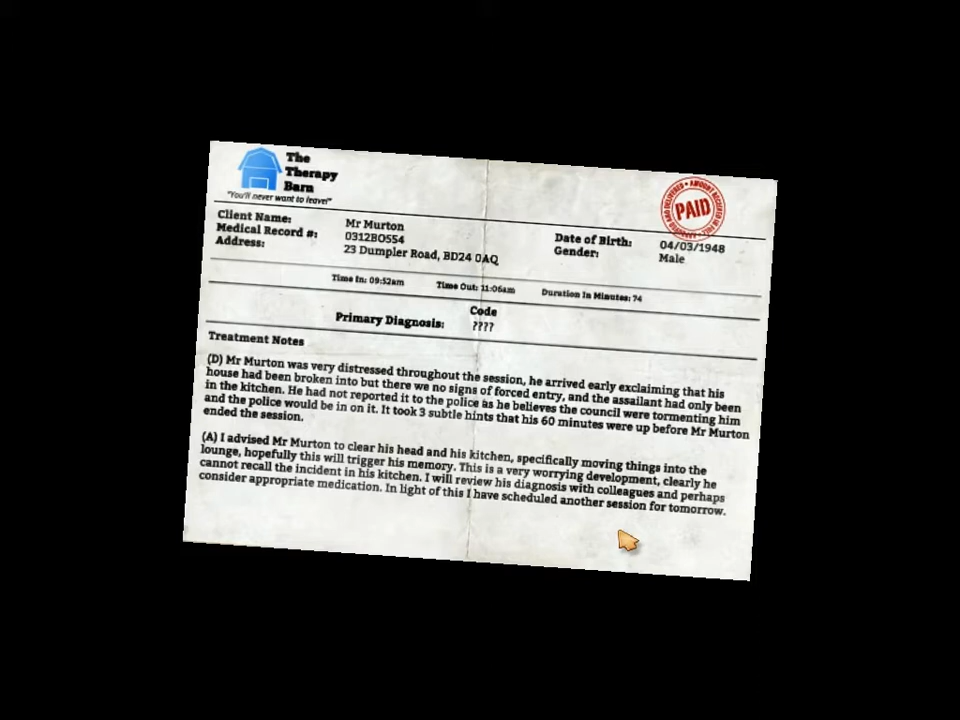 The
Therapy
Barn
"You'll never want to leave!"
PAID
Client Name: Mr Murton Date of Birth: 04/03/1948
Medical Record #: 0312BO554 Gender: Male
Address: 23 Dumpler Road, BD24 0AQ
Time In: 09:52am Time Out: 11:06am Duration In Minutes: 74
Code
Primary Diagnosis: ????
Treatment Notes
(D) Mr Murton was very distressed throughout the session, he arrived early exclaiming that his
house had been broken into but there we no signs of forced entry, and the assailant had only been
in the kitchen. He had not reported it to the police as he believes the council were tormenting him
and the police would be in on it. It took 3 subtle hints that his 60 minutes were up before Mr Murton
ended the session.
(A) I advised Mr Murton to clear his head and his kitchen, specifically moving things into the
lounge, hopefully this will trigger his memory. This is a very worrying development, clearly he
cannot recall the incident in his kitchen. I will review his diagnosis with colleagues and perhaps
consider appropriate medication. In light of this I have scheduled another session for tomorrow.